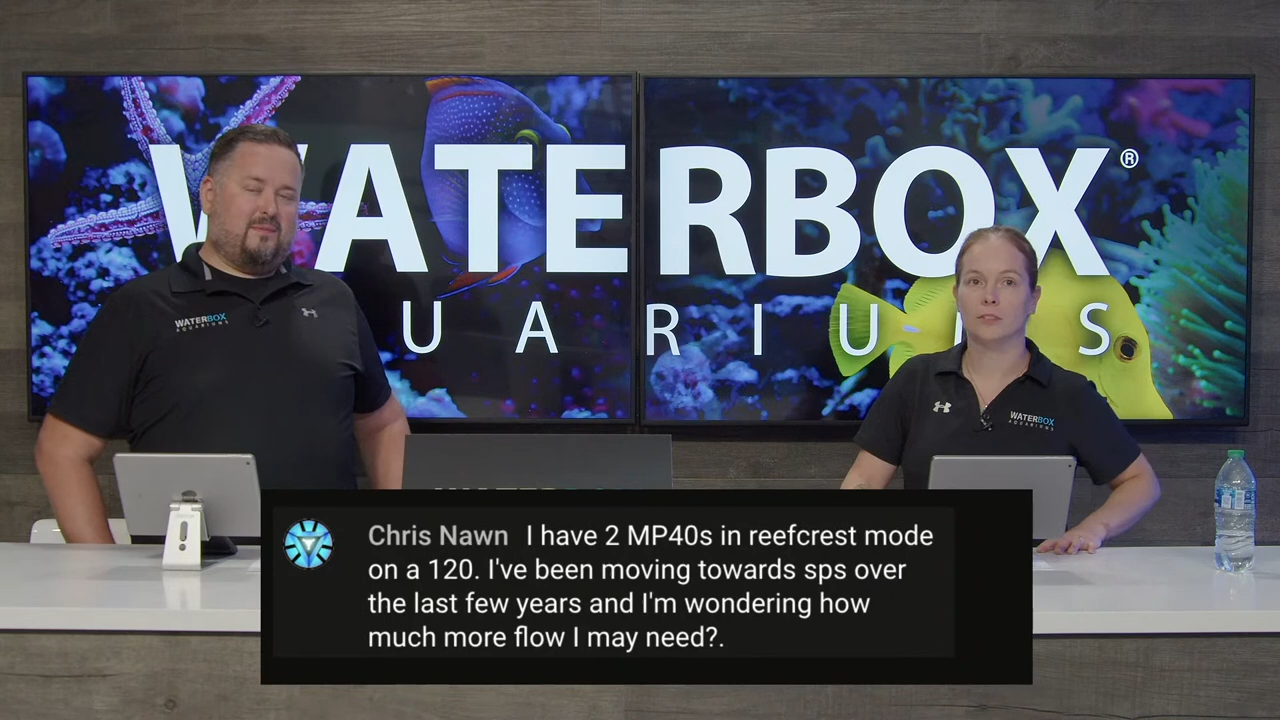 WATERBOX®
AQUARIUMS
WATERBOX
AQUARIUMS
WATERBOX
AQUARIUMS
Chris Nawn I have 2 MP40s in reefcrest mode
on a 120. I've been moving towards sps over
the last few years and I'm wondering how
much more flow I may need?.